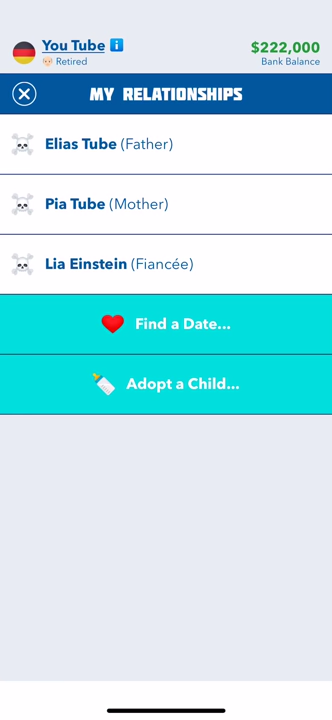 You Tube
$222,000
Retired
Bank Balance
MY RELATIONSHIPS
Elias Tube (Father)
Pia Tube (Mother)
Lia Einstein (Fiancée)
Find a Date...
Adopt a Child...